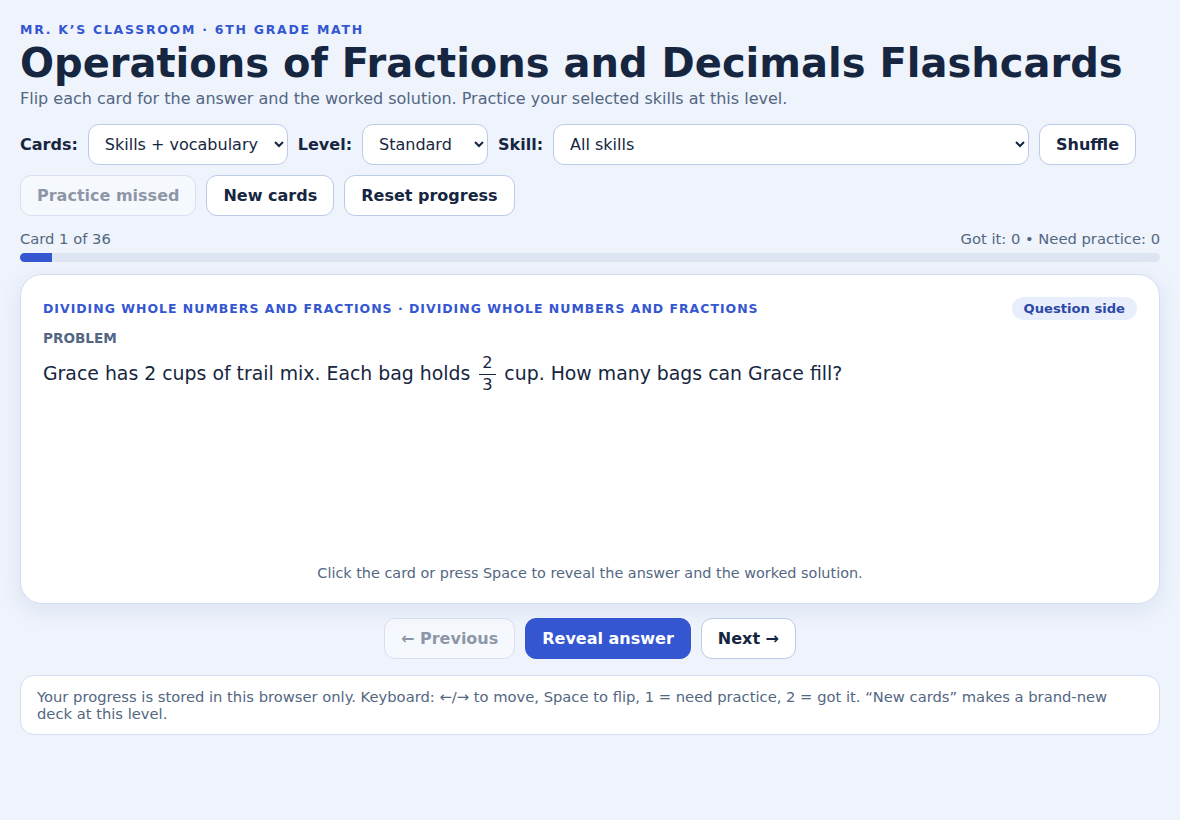 MR. K’S CLASSROOM · 6TH GRADE MATH
Operations of Fractions and Decimals Flashcards
Flip each card for the answer and the worked solution. Practice your selected skills at this level.
Cards: Skills + vocabulary Level: Standard Skill: All skills Shuffle
Practice missed New cards Reset progress
Card 1 of 36 Got it: 0 • Need practice: 0
DIVIDING WHOLE NUMBERS AND FRACTIONS · DIVIDING WHOLE NUMBERS AND FRACTIONS Question side
PROBLEM
Grace has 2 cups of trail mix. Each bag holds 2/3 cup. How many bags can Grace fill?
Click the card or press Space to reveal the answer and the worked solution.
← Previous Reveal answer Next →
Your progress is stored in this browser only. Keyboard: ←/→ to move, Space to flip, 1 = need practice, 2 = got it. “New cards” makes a brand-new
deck at this level.